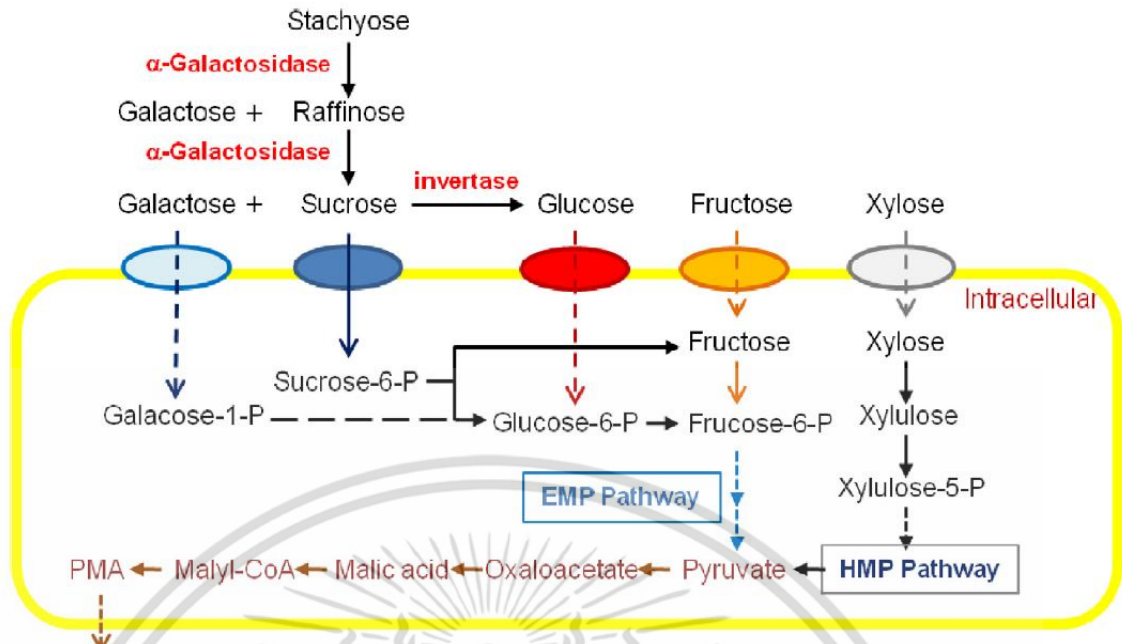 Stachyose
α-Galactosidase
Galactose + Raffinose
α-Galactosidase
invertase
Galactose + Sucrose Glucose Fructose Xylose
Intracellular
Fructose Xylose
Sucrose-6-P
Galacose-1-P Glucose-6-P Frucose-6-P Xylulose
EMP Pathway Xylulose-5-P
PMA Malyl-CoA Malic acid Oxaloacetate Pyruvate HMP Pathway